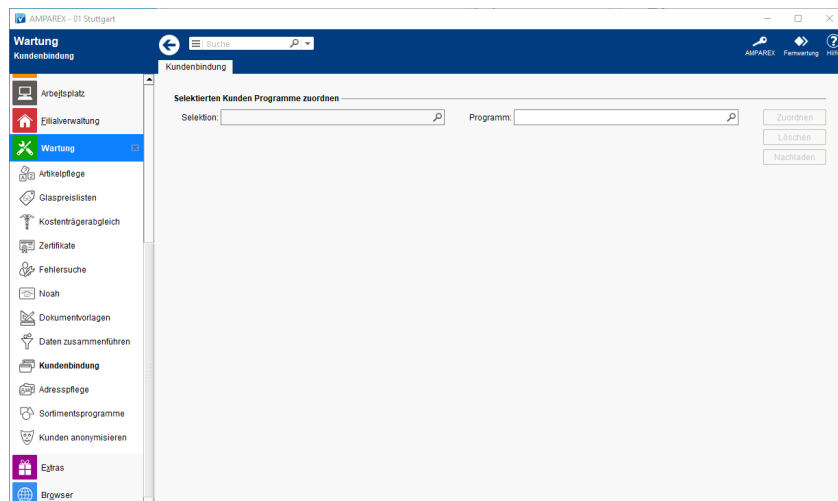 AMPAREX - 01 Stuttgart
Wartung
Kundenbindung
Suche
AMPAREX
Fernwartung
Hilfe
Kundenbindung
Arbeitsplatz
Filialverwaltung
Wartung
Artikelpflege
Glaspreislisten
Kostenträgerabgleich
Zertifikate
Fehlersuche
Noah
Dokumentvorlagen
Daten zusammenführen
Kundenbindung
Adresspflege
Sortimentsprogramme
Kunden anonymisieren
Extras
Browser
Selektierten Kunden Programme zuordnen
Selektion:
Programm:
Zuordnen
Löschen
Nachladen